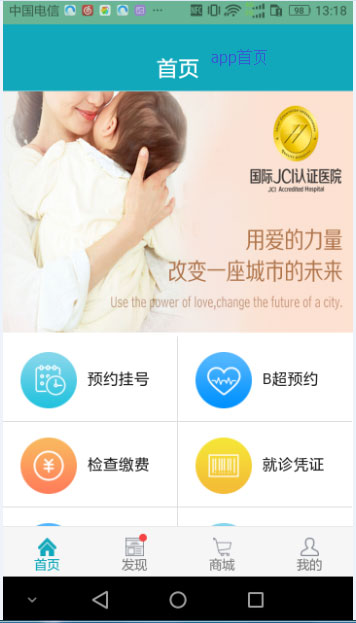 中国电信
98 13:18
首页
app首页
国际JCI认证医院
JCI Accredited Hospital
用爱的力量
改变一座城市的未来
Use the power of love,change the future of a city.
预约挂号
B超预约
检查缴费
就诊凭证
首页
发现
商城
我的